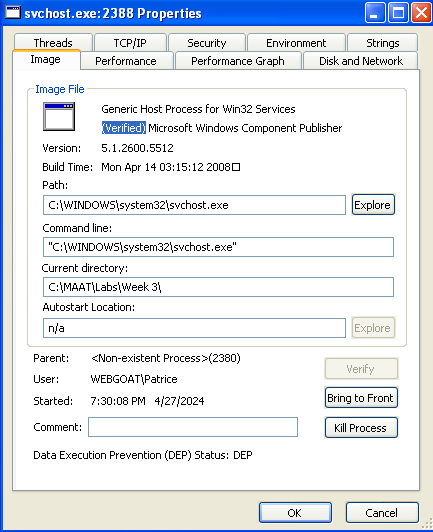 svchost.exe:2388 Properties
Threads TCP/IP Security Environment Strings
Image Performance Performance Graph Disk and Network
Image File
Generic Host Process for Win32 Services
(Verified) Microsoft Windows Component Publisher
Version: 5.1.2600.5512
Build Time: Mon Apr 14 03:15:12 2008
Path:
C:\WINDOWS\system32\svchost.exe Explore
Command line:
"C:\WINDOWS\system32\svchost.exe"
Current directory:
C:\MAAT\Labs\Week 3\
Autostart Location:
n/a Explore
Parent: <Non-existent Process>(2380) Verify
User: WEBGOAT\Patrice
Started: 7:30:08 PM 4/27/2024 Bring to Front
Comment: Kill Process
Data Execution Prevention (DEP) Status: DEP
OK Cancel